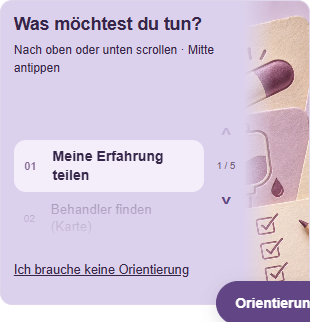 Was möchtest du tun?
Nach oben oder unten scrollen · Mitte
antippen
01
Meine Erfahrung
teilen
1 / 5
02
Behandler finden
(Karte)
Ich brauche keine Orientierung
Orientierun